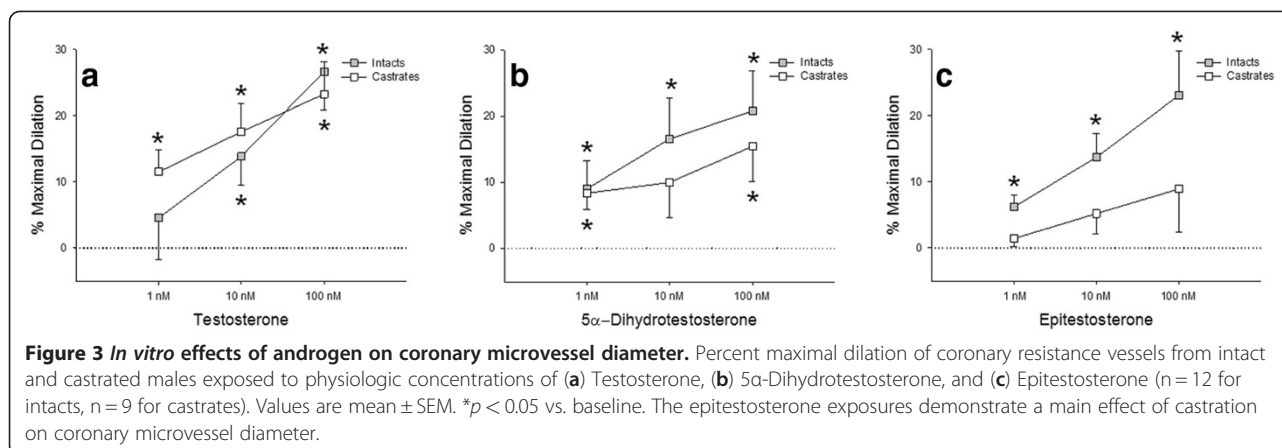 a
30
20
10
0
% Maximal Dilation
*
*
*
*
*
Intacts
Castrates
1 nM
10 nM
100 nM
Testosterone
b
30
20
10
0
% Maximal Dilation
*
*
*
*
*
Intacts
Castrates
1 nM
10 nM
100 nM
5α–Dihydrotestosterone
c
30
20
10
0
% Maximal Dilation
*
*
*
Intacts
Castrates
1 nM
10 nM
100 nM
Epitestosterone
Figure 3 In vitro effects of androgen on coronary microvessel diameter. Percent maximal dilation of coronary resistance vessels from intact
and castrated males exposed to physiologic concentrations of (a) Testosterone, (b) 5α-Dihydrotestosterone, and (c) Epitestosterone (n = 12 for
intacts, n = 9 for castrates). Values are mean ± SEM. *p < 0.05 vs. baseline. The epitestosterone exposures demonstrate a main effect of castration
on coronary microvessel diameter.